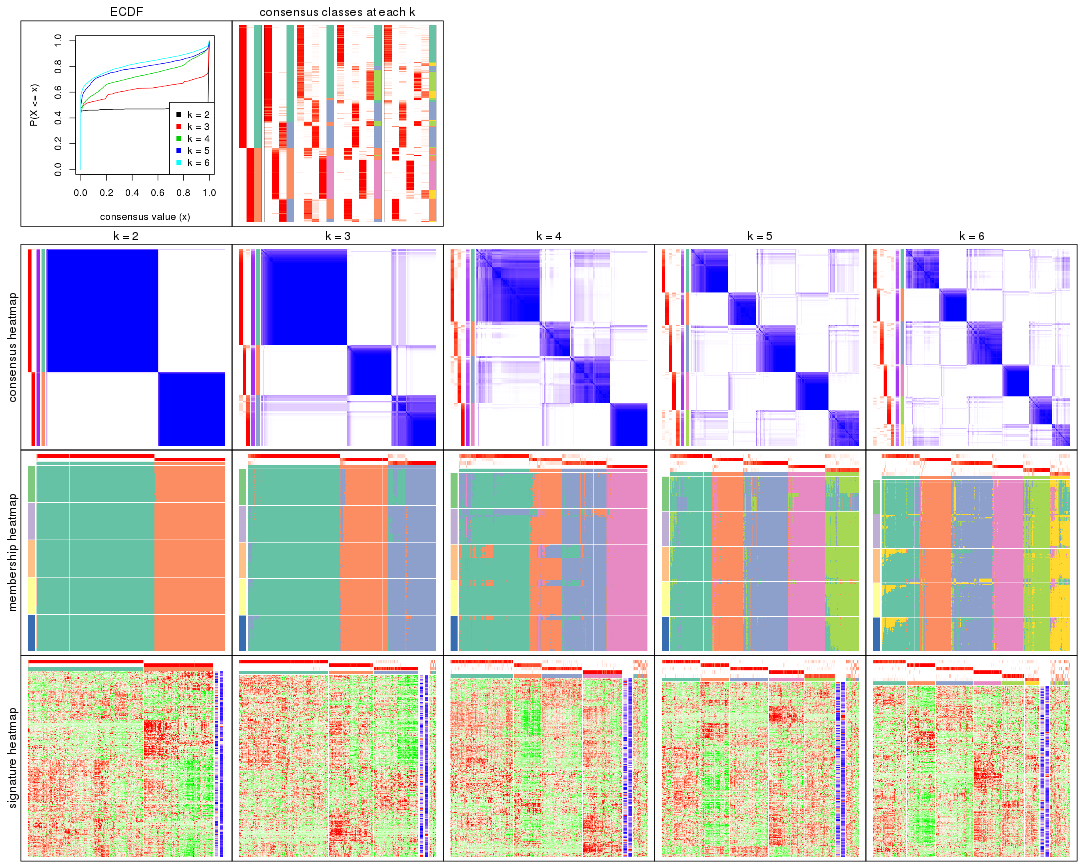 ECDF
consensus classes at each k
P(X <= x)
0.0 0.2 0.4 0.6 0.8 1.0
k = 2
k = 3
k = 4
k = 5
k = 6
0.0 0.2 0.4 0.6 0.8 1.0
consensus value (x)
k = 2
k = 3
k = 4
k = 5
k = 6
consensus heatmap
membership heatmap
signature heatmap